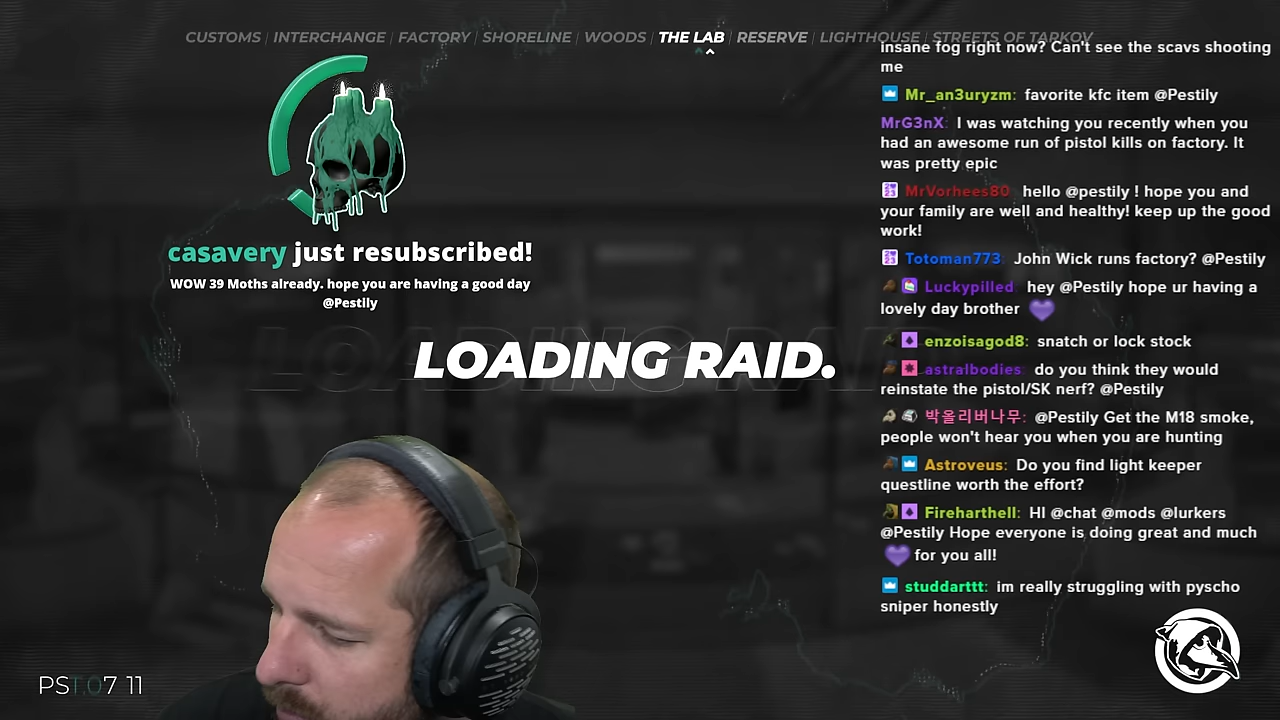 CUSTOMS | INTERCHANGE | FACTORY | SHORELINE | WOODS | THE LAB | RESERVE | LIGHTHOUSE | STREETS OF TARKOV
insane fog right now? Can't see the scavs shooting
me
Mr_an3uryzm: favorite kfc item @Pestily
MrG3nX: I was watching you recently when you
had an awesome run of pistol kills on factory. It
was pretty epic
MrVorhees80: hello @pestily ! hope you and
your family are well and healthy! keep up the good
work!
Totoman773: John Wick runs factory? @Pestily
Luckypilled: hey @Pestily hope ur having a
lovely day brother
enzoisagod8: snatch or lock stock
astralbodies: do you think they would
reinstate the pistol/SK nerf? @Pestily
박올리버나무: @Pestily Get the M18 smoke,
people won't hear you when you are hunting
Astroveus: Do you find light keeper
questline worth the effort?
Fireharthell: HI @chat @mods @lurkers
@Pestily Hope everyone is doing great and much
for you all!
studdarttt: im really struggling with pyscho
sniper honestly
casavery just resubscribed!
WOW 39 Moths already. hope you are having a good day
@Pestily
LOADING RAID.
PST.07 11